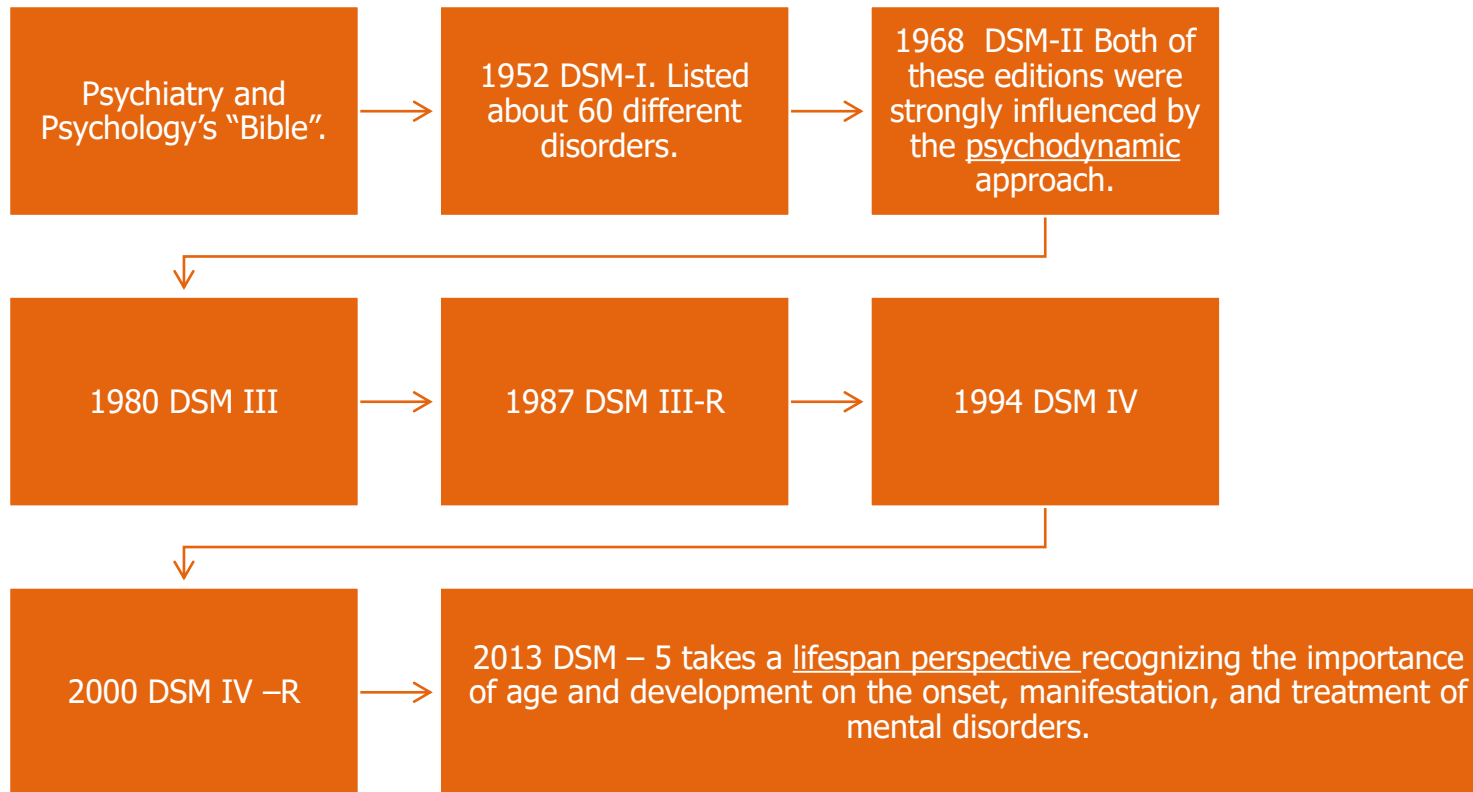 Psychiatry and
Psychology's “Bible”.
1952 DSM-I. Listed
about 60 different
disorders.
1968  DSM-II Both of
these editions were
strongly influenced by
the psychodynamic
approach.
1980 DSM III
1987 DSM III-R
1994 DSM IV
2000 DSM IV –R
2013 DSM – 5 takes a lifespan perspective recognizing the importance
of age and development on the onset, manifestation, and treatment of
mental disorders.